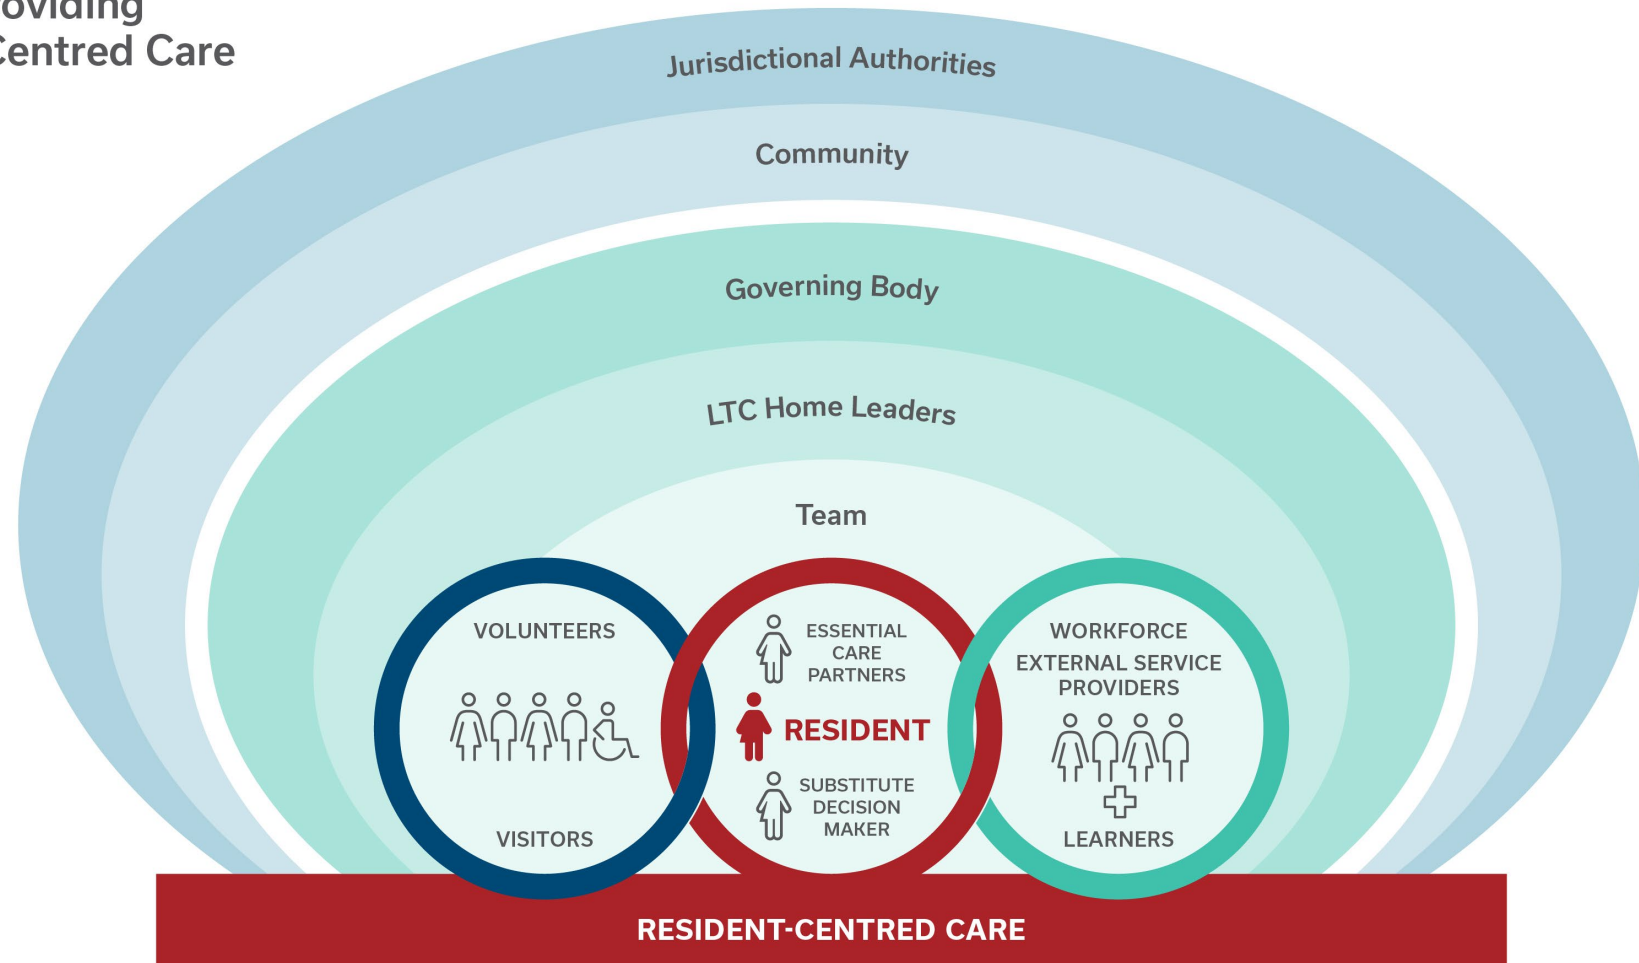 Centred Care
Jurisdictional Authorities
Community
Governing Body
LTC Home Leaders
Team
VOLUNTEERS
VISITORS
ESSENTIAL
CARE
PARTNERS
RESIDENT
SUBSTITUTE
DECISION
MAKER
WORKFORCE
EXTERNAL SERVICE
PROVIDERS
LEARNERS
RESIDENT-CENTRED CARE